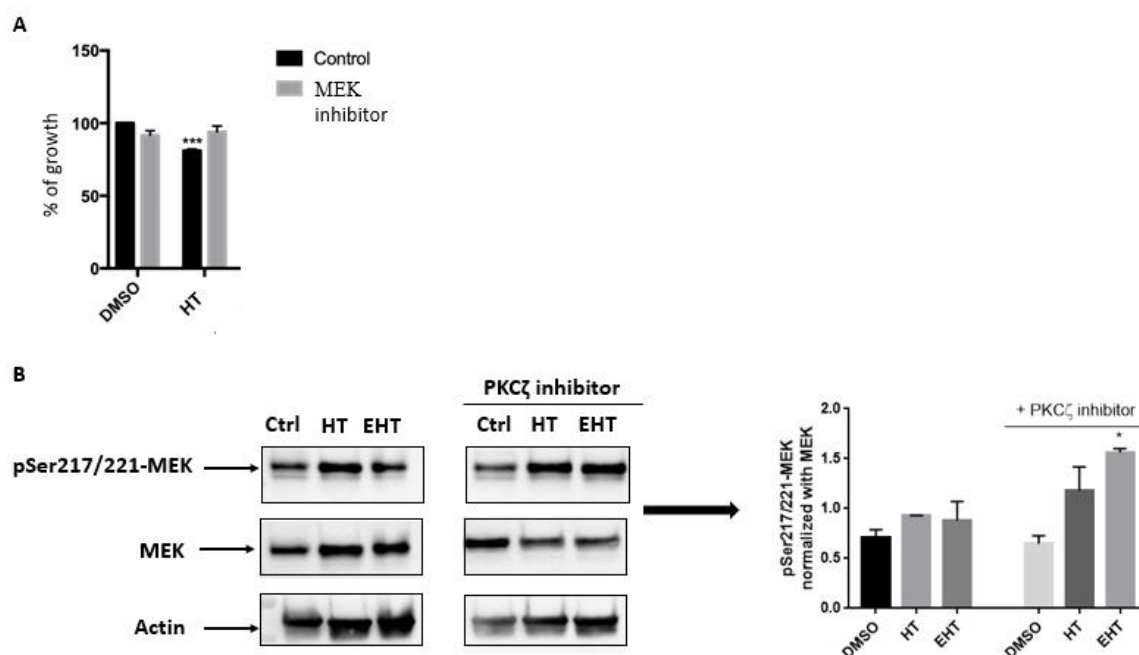 A
150
100
50
0
% of growth
DMSO
HT
Control
MEK
inhibitor
B
PKCζ inhibitor
Ctrl HT EHT
Ctrl HT EHT
pSer217/221-MEK
MEK
Actin
+ PKCζ inhibitor
2.0
1.5
1.0
0.5
0.0
pSer217/221-MEK
normalized with MEK
***
*
DMSO
HT
EHT
DMSO
HT
EHT